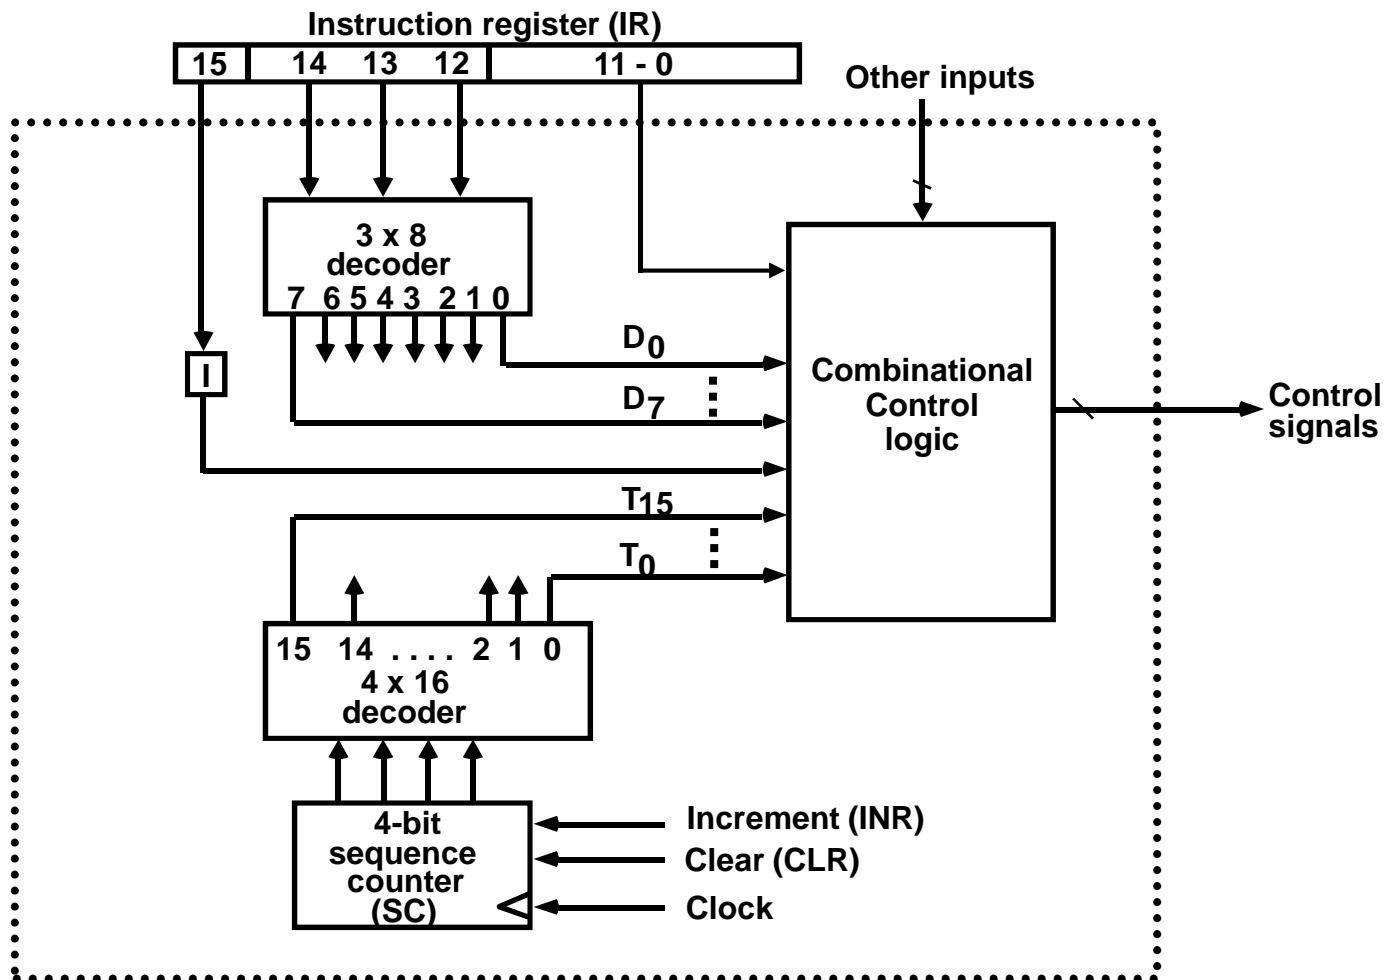 Instruction register (IR)
15 14 13 12 11 - 0
Other inputs
3 x 8
decoder
7 6 5 4 3 2 1 0
D0
I
Combinational
Control
logic
Control
signals
D7
T15
T0
15 14 . . . . 2 1 0
4 x 16
decoder
4-bit
sequence
counter
(SC)
Increment (INR)
Clear (CLR)
Clock